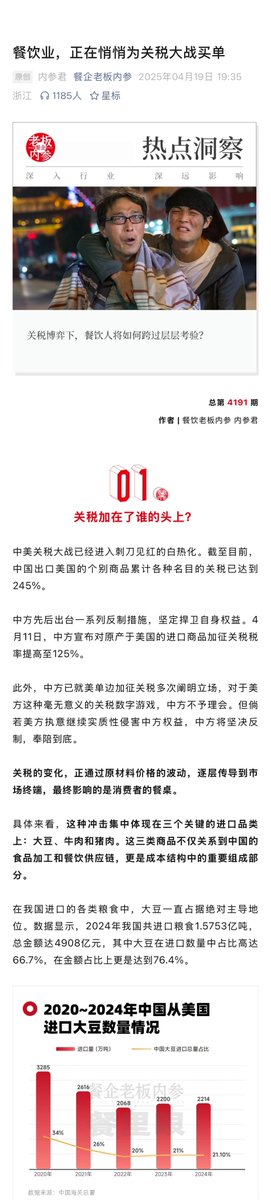 餐饮业，正在悄悄为关税大战买单
原创 内参君 餐企老板内参 2025年04月19日 19:35
浙江 1185人 星标
老板内参
热点洞察
深入行业 深远影响
关税博弈下，餐饮人将如何跨过层层考验？
总第 4191 期
作者 | 餐饮老板内参 内参君
01
关税加在了谁的头上？
中美关税大战已经进入刺刀见红的白热化。截至目前，
中国出口美国的个别商品累计各种名目的关税已达到
245%。
中方先后出台一系列反制措施，坚定捍卫自身权益。4
月11日，中方宣布对原产于美国的进口商品加征关税税
率提高至125%。
此外，中方已就美单边加征关税多次阐明立场，对于美
方这种毫无意义的关税数字游戏，中方不予理会。但倘
若美方执意继续实质性侵害中方权益，中方将坚决反
制，奉陪到底。
关税的变化，正通过原材料价格的波动，逐层传导到市
场终端，最终影响的是消费者的餐桌。
具体来看，这种冲击集中体现在三个关键的进口品类
上：大豆、牛肉和猪肉。这三类商品不仅关系到中国的
食品加工和餐饮供应链，更是成本结构中的重要组成部
分。
在我国进口的各类粮食中，大豆一直占据绝对主导地
位。数据显示，2024年我国共进口粮食1.5753亿吨，
总金额达4908亿元，其中大豆在进口数量中占比高达
66.7%，在金额占比上更是达到76.4%。
2020~2024年中国从美国
进口大豆数量情况
进口量（万吨） 中国大豆进口总量占比
3285
2616
2068
2200
2214
餐企老板内参
34%
26%
20%
21%
21.10%
2020年 2021年 2022年 2023年 2024年
数据来源：中国海关总署